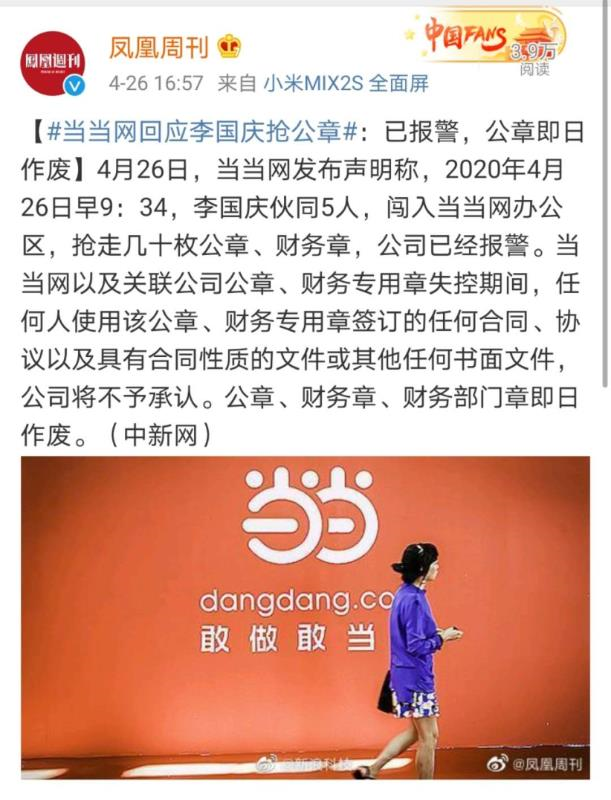 凤凰周刊
凤凰週刊
中国FANS
3.9万
阅读
4-26 16:57 来自 小米MIX2S 全面屏
【#当当网回应李国庆抢公章#：已报警，公章即日
作废】4月26日，当当网发布声明称，2020年4月
26日早9：34，李国庆伙同5人，闯入当当网办公
区，抢走几十枚公章、财务章，公司已经报警。当
当网以及关联公司公章、财务专用章失控期间，任
何人使用该公章、财务专用章签订的任何合同、协
议以及具有合同性质的文件或其他任何书面文件，
公司将不予承认。公章、财务章、财务部门章即日
作废。（中新网）
当当
dangdang.co
敢做敢当
@新浪科技
@凤凰周刊